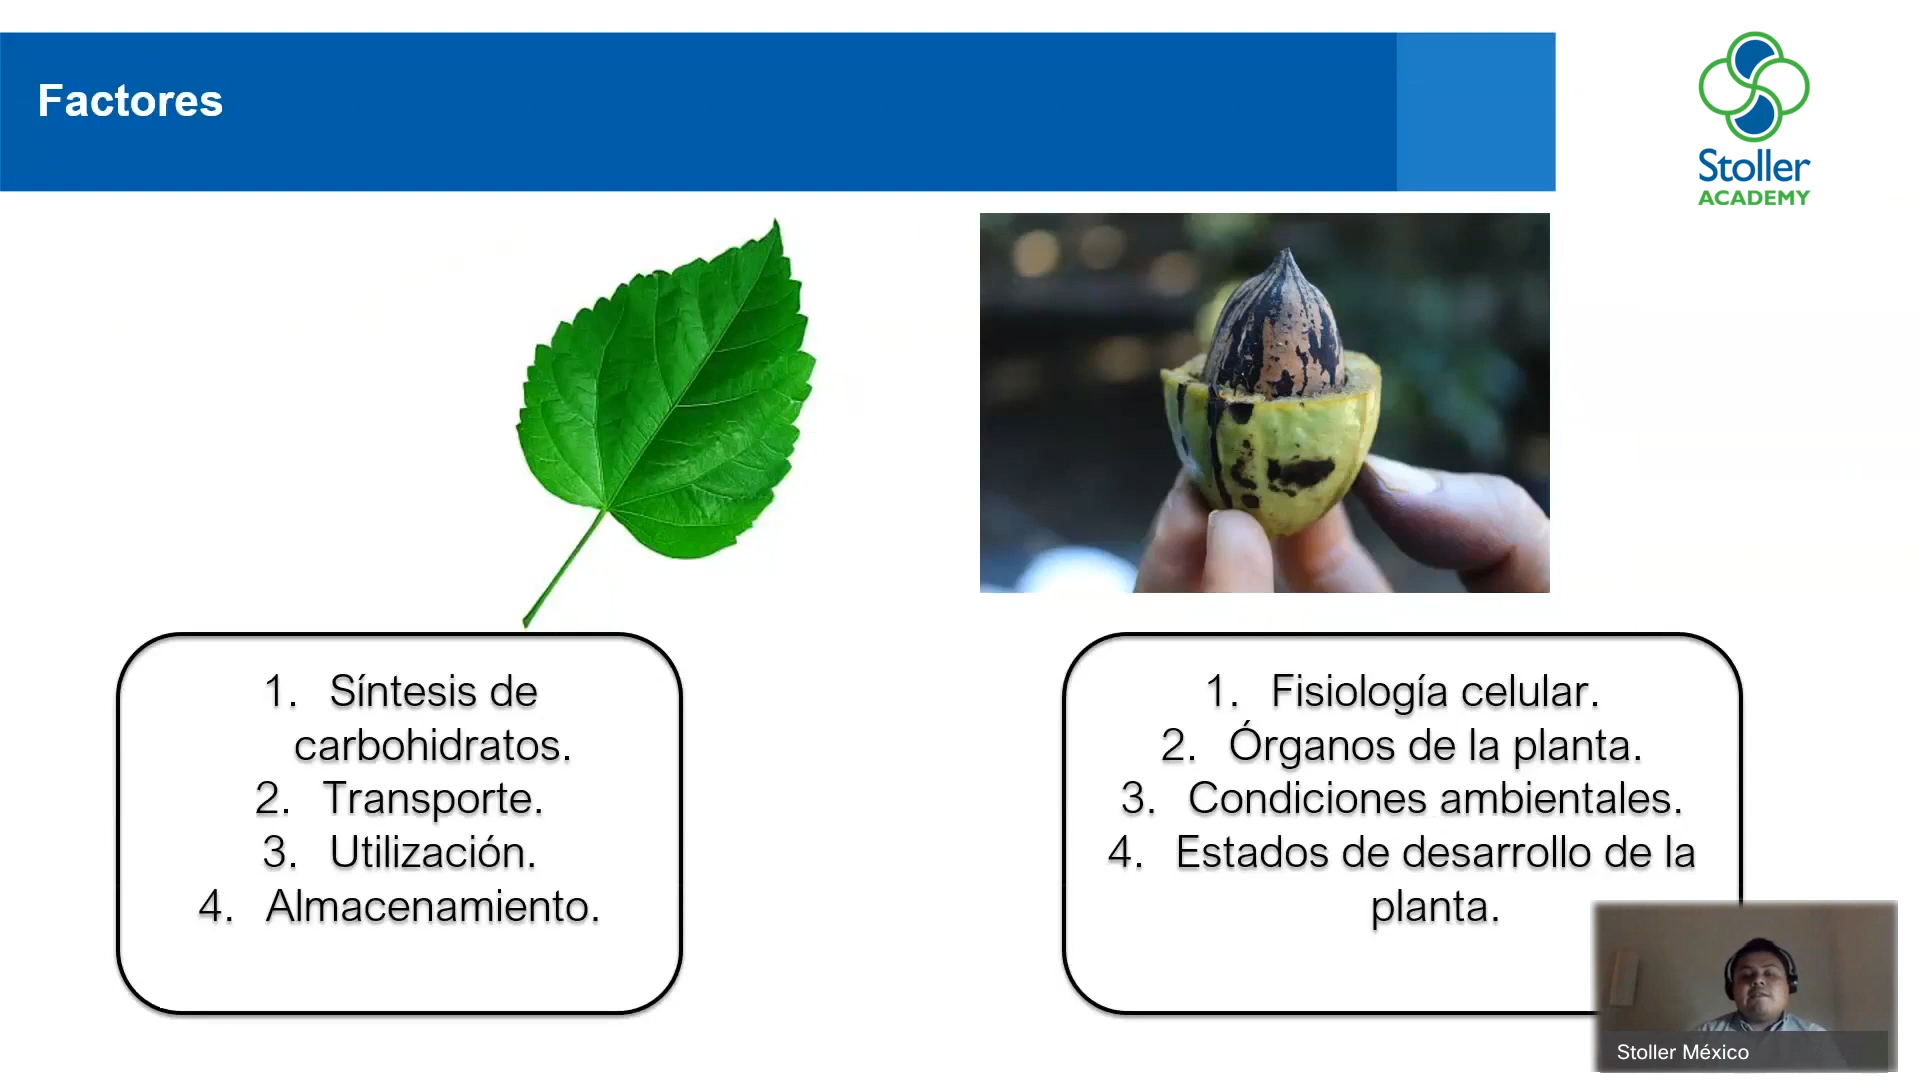 Factores
Stoller
ACADEMY
1. Síntesis de
carbohidratos.
2. Transporte.
3. Utilización.
4. Almacenamiento.
1. Fisiología celular.
2. Órganos de la planta.
3. Condiciones ambientales.
4. Estados de desarrollo de la
planta.
Stoller México